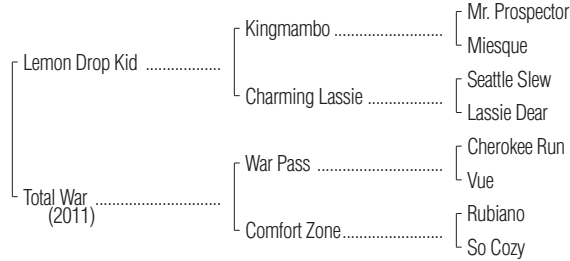 Mr. Prospector
Kingmambo ......................
Miesque
Lemon Drop Kid ...............
Seattle Slew
Charming Lassie ...............
Lassie Dear
Cherokee Run
War Pass .........................
Vue
Total War .........................
(2011)
Rubiano
Comfort Zone....................
So Cozy